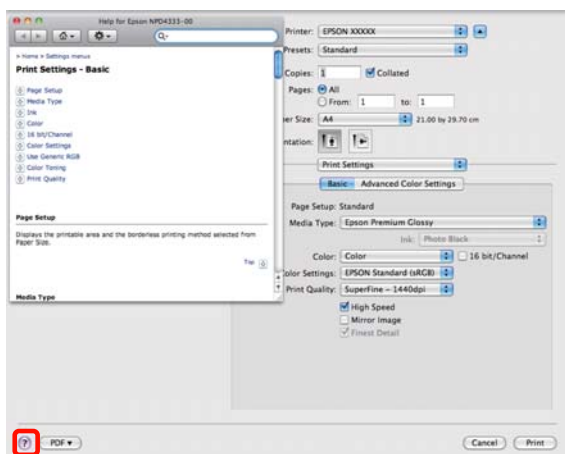 Help for Epson NPD4333-00
> Home > Settings menus
Print Settings - Basic
Page Setup
Media Type
Ink
Color
16 bit/Channel
Color Settings
Use Generic RGB
Color Toning
Print Quality
Page Setup
Displays the printable area and the borderless printing method selected from
Paper Size.
Top
Media Type
Printer: EPSON XXXXX
Presets: Standard
Copies: 1 Collated
Pages: All
From: 1 to: 1
er Size: A4 21.00 by 29.70 cm
ntation:
Print Settings
Basic Advanced Color Settings
Page Setup: Standard
Media Type: Epson Premium Glossy
Ink: Photo Black
Color: Color 16 bit/Channel
olor Settings: EPSON Standard (sRGB)
Print Quality: SuperFine - 1440dpi
High Speed
Mirror Image
Finest Detail
? PDF Cancel Print